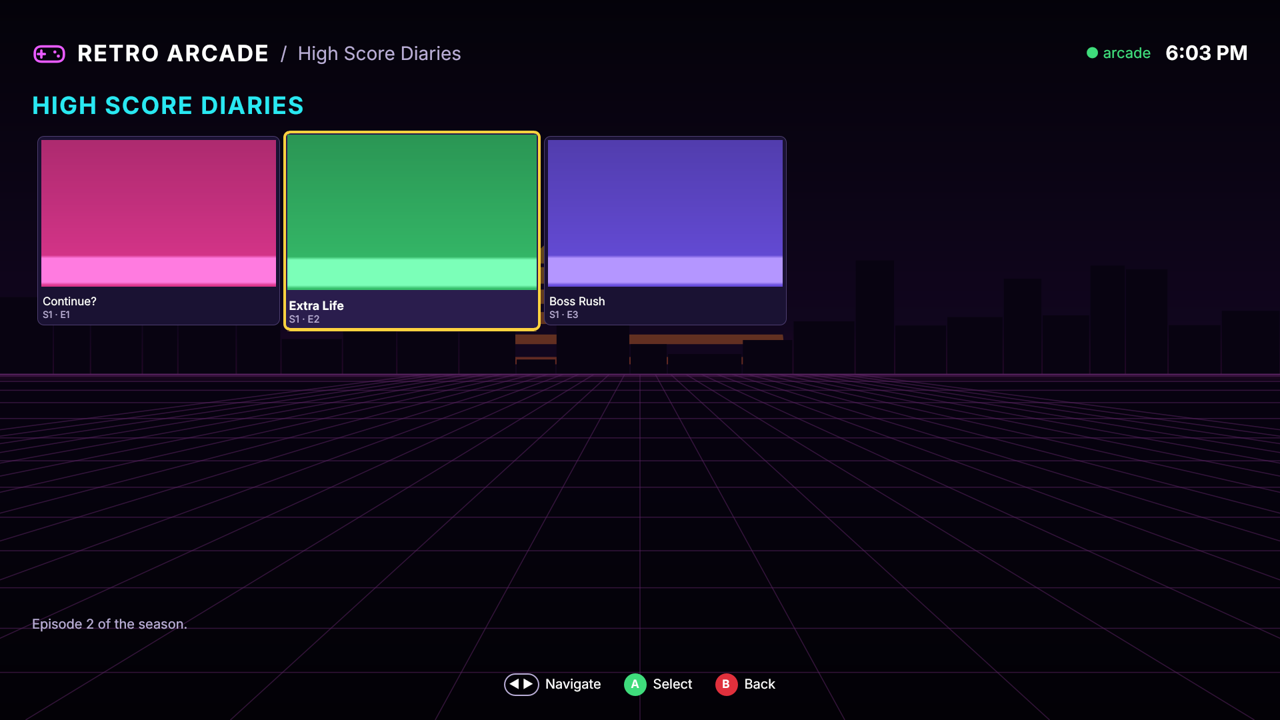 RETRO ARCADE / High Score Diaries
arcade 6:03 PM
HIGH SCORE DIARIES
Continue?
S1 · E1
Extra Life
S1 · E2
Boss Rush
S1 · E3
Episode 2 of the season.
Navigate A Select B Back